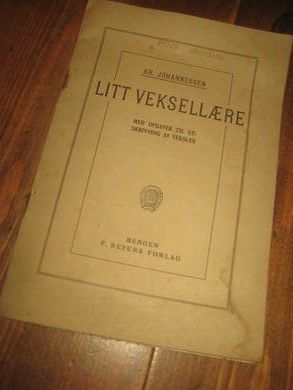 KR. JOHANNESSEN
LITT VEKSELLÆRE
MED OPGAVER TIL UT-
SKRIVNING AV VEKSLER
BERGEN
F. BEYERS FORLAG